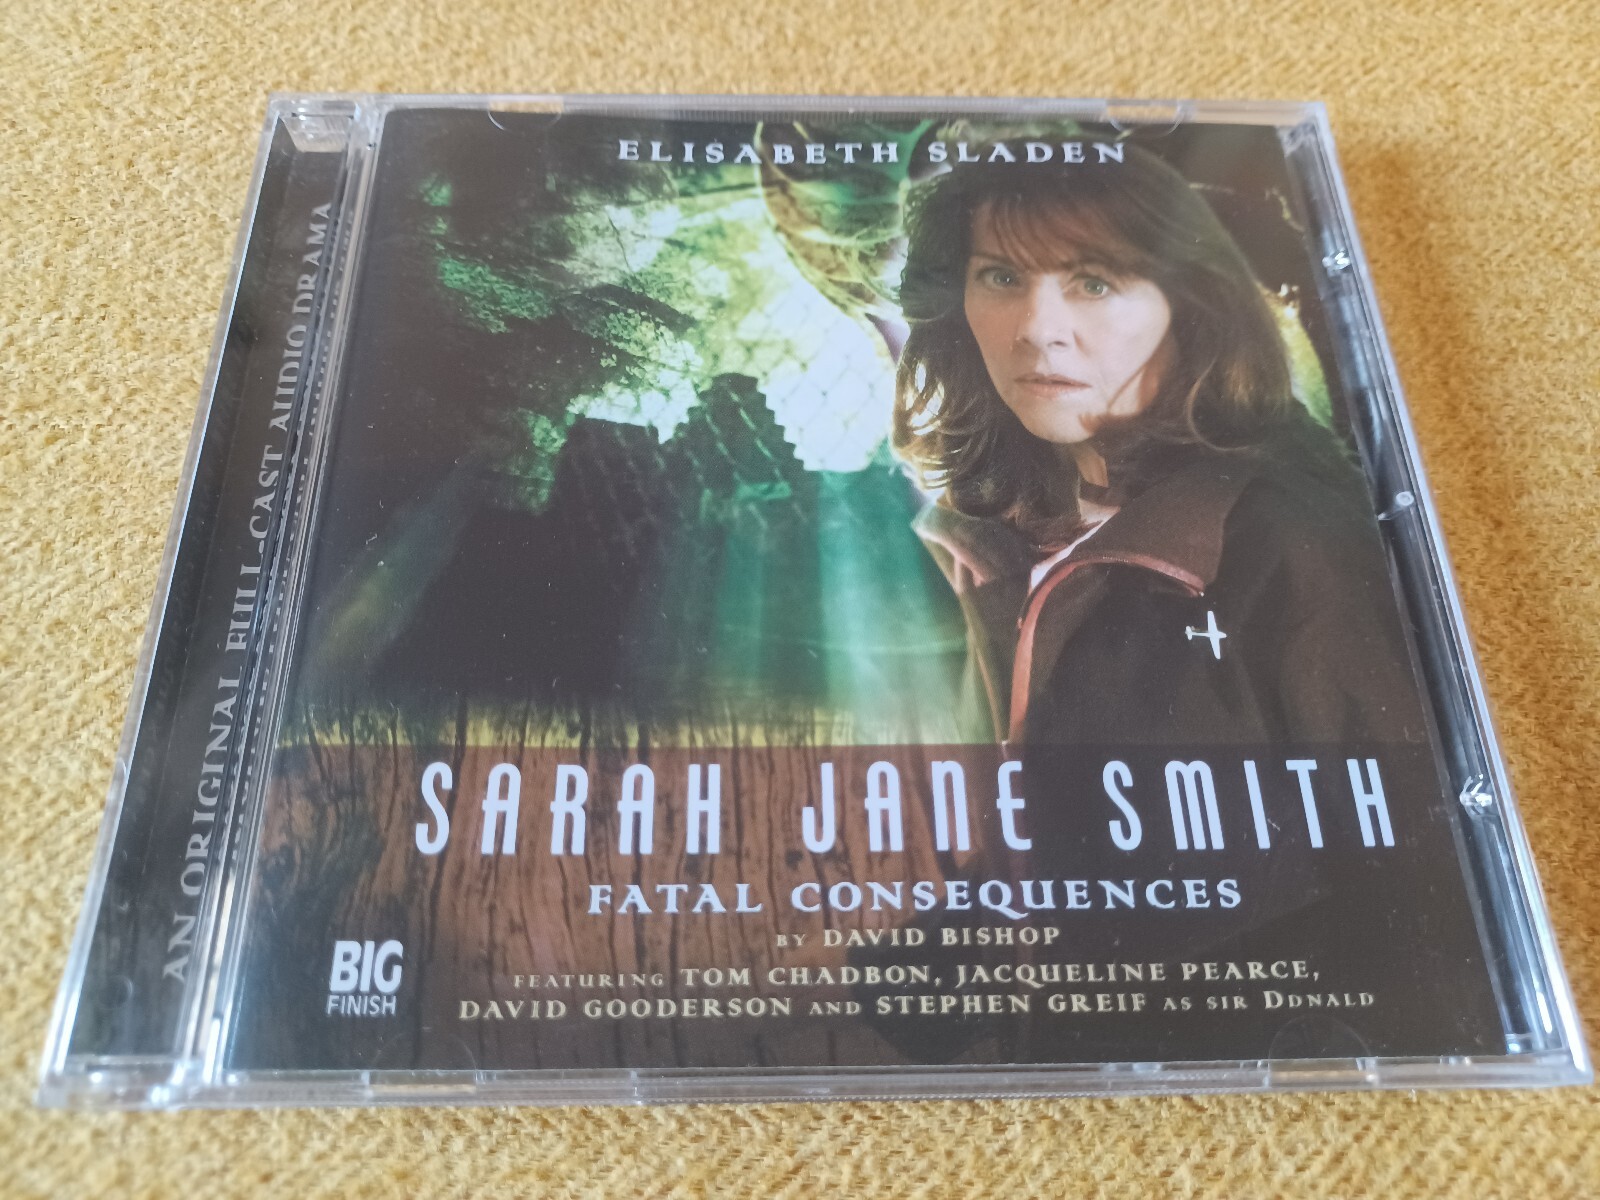 ELISABETH SLADEN
AN ORIGINAL FULL-CAST AUDIO DRAMA
SARAH JANE SMITH
FATAL CONSEQUENCES
BY DAVID BISHOP
FEATURING TOM CHADBON, JACQUELINE PEARCE,
DAVID GOODERSON AND STEPHEN GREIF AS SIR DDNALD
BIG
FINISH